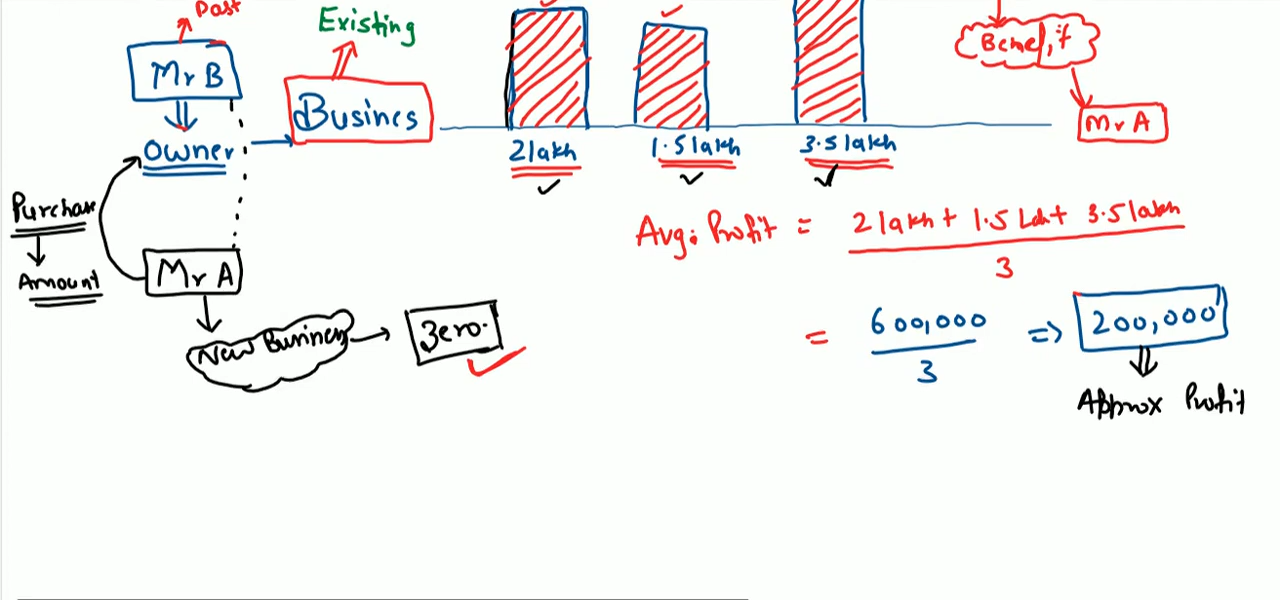 Past
Existing
Mr B
Busincs
Owner
Purchase
Amount
Mr A
New Business
Zero.
2 lakh
1.5 lakh
3.5 lakh
Benefit
Mr A
Avg. Profit = 2 lakh + 1.5 Lakh + 3.5 lakh
3
= 600,000 => 200,000
3
Approx Profit